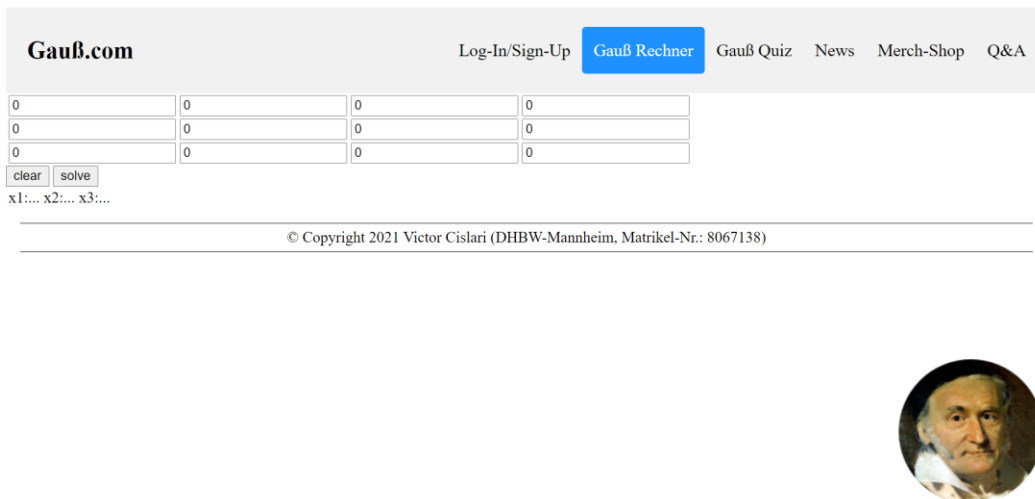 Gauß.com Log-In/Sign-Up Gauß Rechner Gauß Quiz News Merch-Shop Q&A
0 0 0 0
0 0 0 0
0 0 0 0
clear solve
x1:... x2:... x3:...
© Copyright 2021 Victor Cislari (DHBW-Mannheim, Matrikel-Nr.: 8067138)